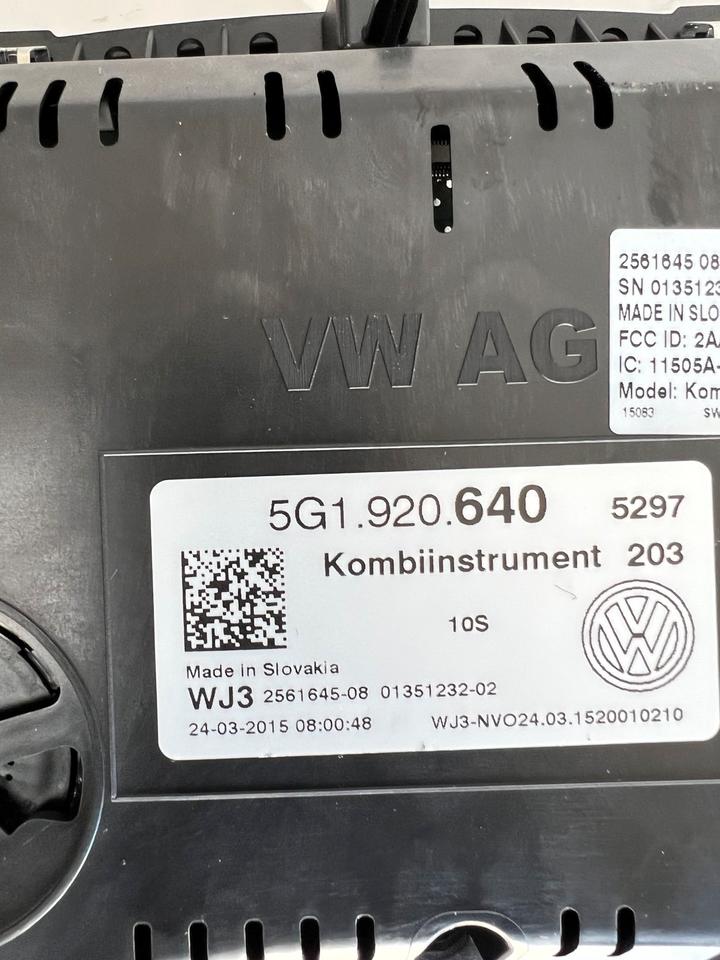 VW AG
2561645 08
SN 0135123
MADE IN SLO
FCC ID: 2A
IC: 11505A-
Model: Kom
15083 SW
5G1.920.640 5297
Kombiinstrument 203
10S
Made in Slovakia
WJ3 2561645-08 01351232-02
24-03-2015 08:00:48 WJ3-NVO24.03.1520010210